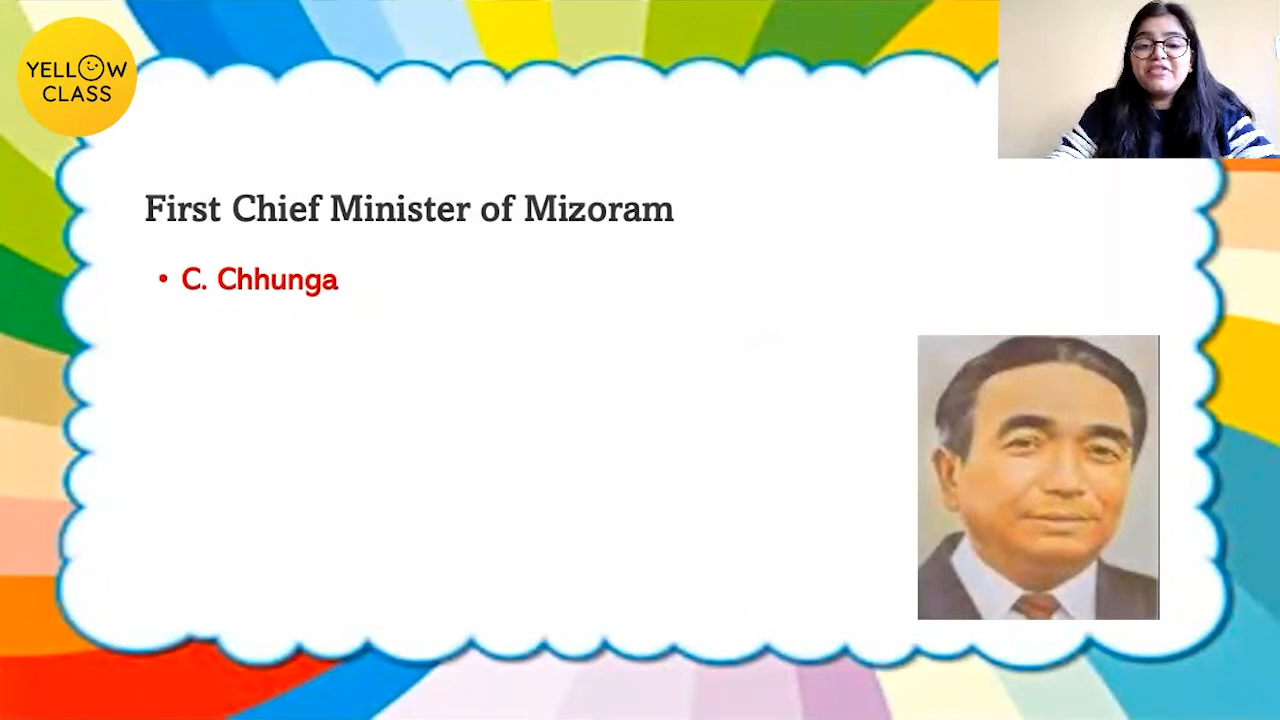 YELLOW
CLASS
First Chief Minister of Mizoram
• C. Chhunga